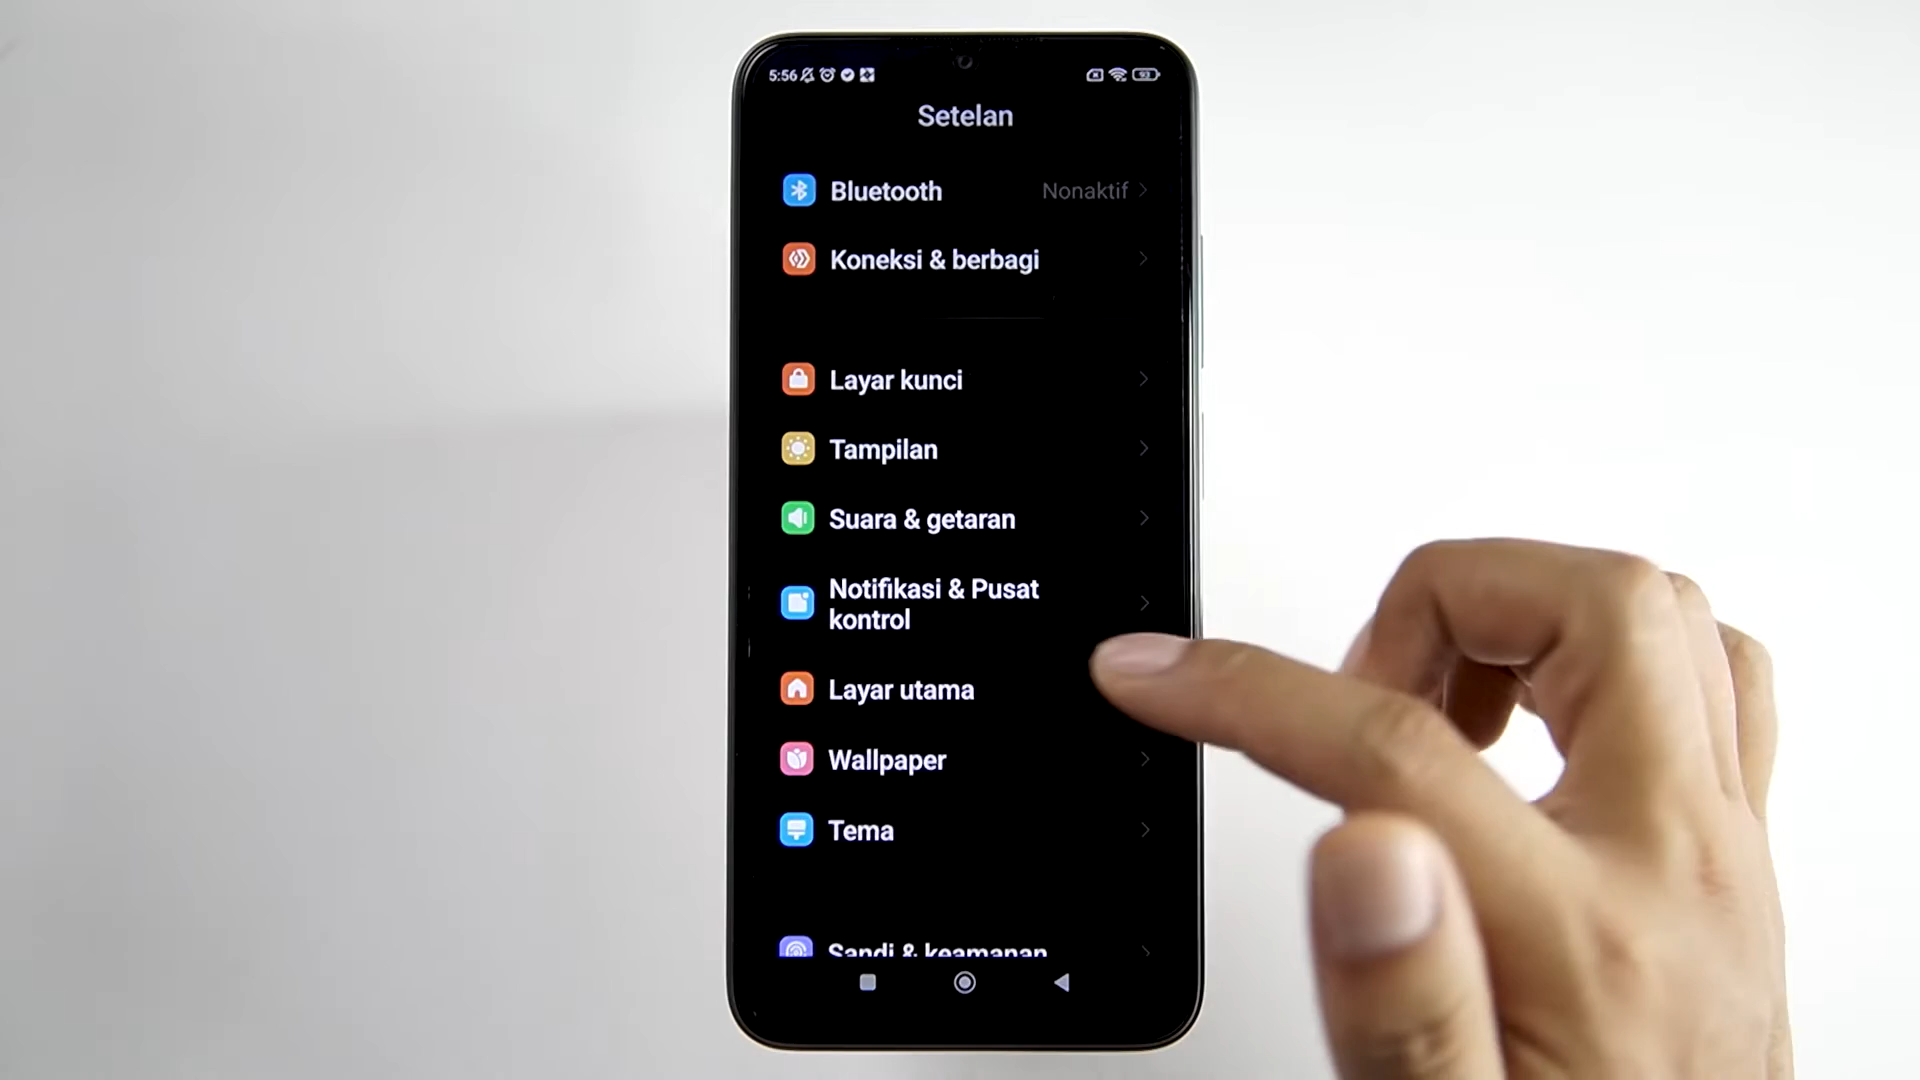 5:56
93
Setelan
Bluetooth
Nonaktif
Koneksi & berbagi
Layar kunci
Tampilan
Suara & getaran
Notifikasi & Pusat
kontrol
Layar utama
Wallpaper
Tema
Sandi & keamanan